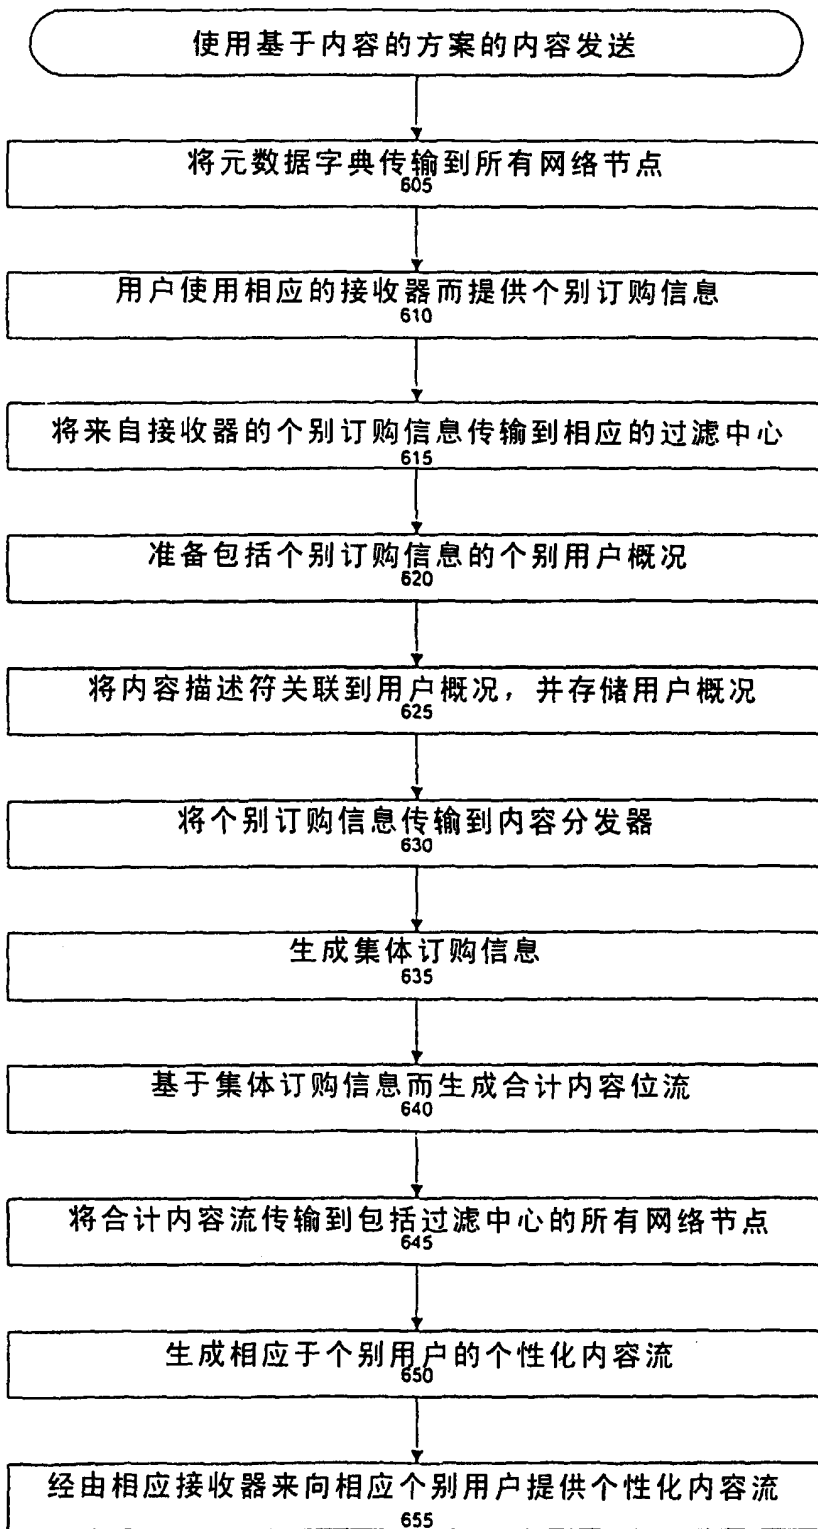 使用基于内容的方案的内容发送
将元数据字典传输到所有网络节点
605
用户使用相应的接收器而提供个别订购信息
610
将来自接收器的个别订购信息传输到相应的过滤中心
615
准备包括个别订购信息的个别用户概况
620
将内容描述符关联到用户概况，并存储用户概况
625
将个别订购信息传输到内容分发器
630
生成集体订购信息
635
基于集体订购信息而生成合计内容位流
640
将合计内容流传输到包括过滤中心的所有网络节点
645
生成相应于个别用户的个性化内容流
650
经由相应接收器来向相应个别用户提供个性化内容流
655